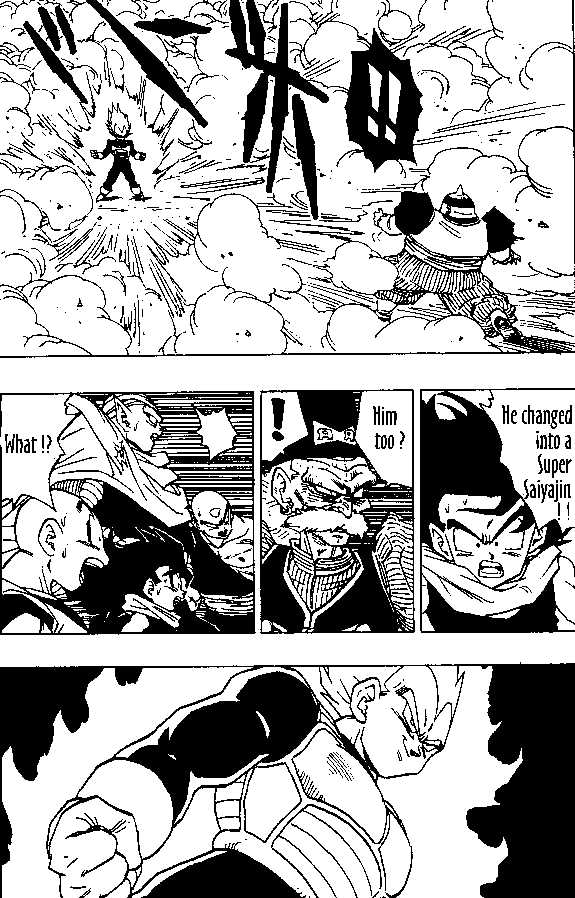 !!
He changed
into a
Super
Saiyajin
!!
Him
too ?
!
What !?